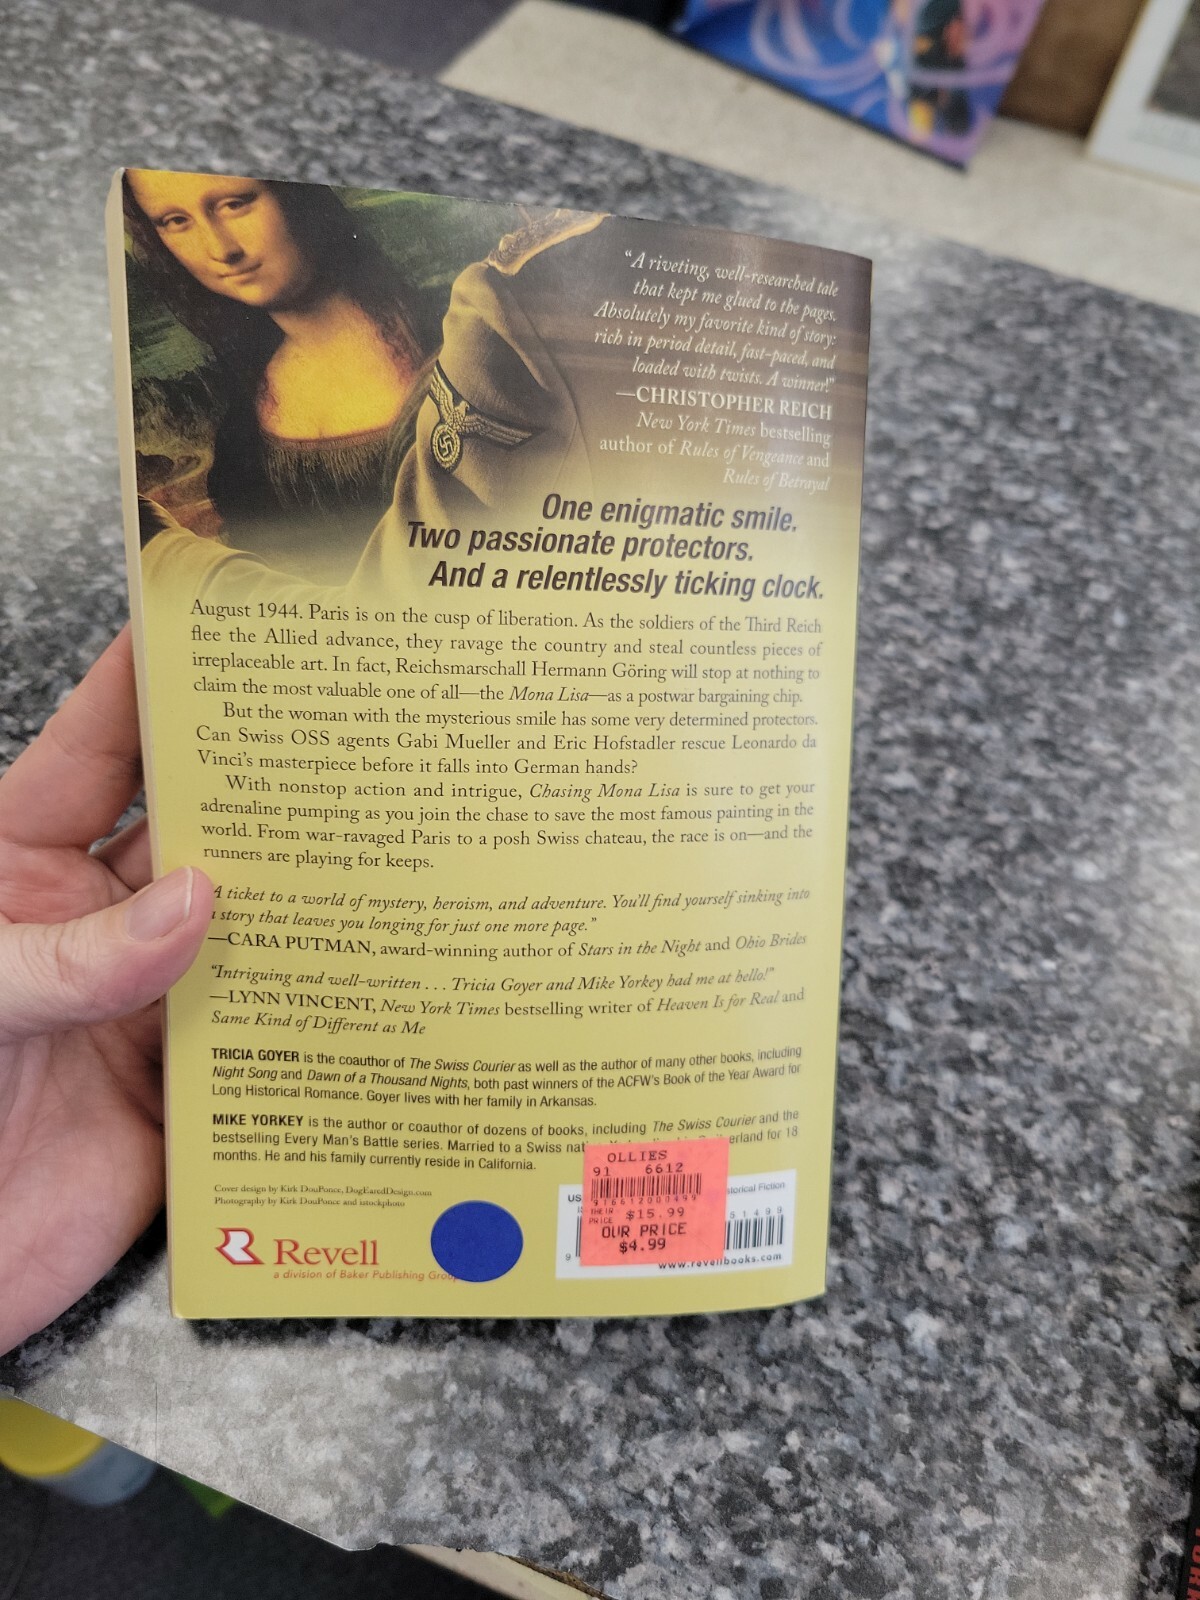 "A riveting, well-researched tale
that kept me glued to the pages.
Absolutely my favorite kind of story:
rich in period detail, fast-paced, and
loaded with twists. A winner!"
—CHRISTOPHER REICH
New York Times bestselling
author of Rules of Vengeance and
Rules of Betrayal
One enigmatic smile.
Two passionate protectors.
And a relentlessly ticking clock.
August 1944. Paris is on the cusp of liberation. As the soldiers of the Third Reich
flee the Allied advance, they ravage the country and steal countless pieces of
irreplaceable art. In fact, Reichsmarschall Hermann Göring will stop at nothing to
claim the most valuable one of all—the Mona Lisa—as a postwar bargaining chip.
But the woman with the mysterious smile has some very determined protectors.
Can Swiss OSS agents Gabi Mueller and Eric Hofstadler rescue Leonardo da
Vinci's masterpiece before it falls into German hands?
With nonstop action and intrigue, Chasing Mona Lisa is sure to get your
adrenaline pumping as you join the chase to save the most famous painting in the
world. From war-ravaged Paris to a posh Swiss chateau, the race is on—and the
runners are playing for keeps.
A ticket to a world of mystery, heroism, and adventure. You'll find yourself sinking into
a story that leaves you longing for just one more page."
—CARA PUTMAN, award-winning author of Stars in the Night and Ohio Brides
"Intriguing and well-written . . . Tricia Goyer and Mike Yorkey had me at hello!"
—LYNN VINCENT, New York Times bestselling writer of Heaven Is for Real and
Same Kind of Different as Me
TRICIA GOYER is the coauthor of The Swiss Courier as well as the author of many other books, including
Night Song and Dawn of a Thousand Nights, both past winners of the ACFW's Book of the Year Award for
Long Historical Romance. Goyer lives with her family in Arkansas.
MIKE YORKEY is the author or coauthor of dozens of books, including The Swiss Courier and the
bestselling Every Man's Battle series. Married to a Swiss for 18
months. He and his family currently reside in California.
Cover design by Kirk DouPonce, DogEaredDesign.com
Photography by Kirk DouPonce and istockphoto
Revell
a division of Baker Publishing Group
OLLIES
91 6612
916612000499
THEIR PRICE $15.99
OUR PRICE
$4.99
US
Historical Fiction
51499
9
www.revellbooks.com